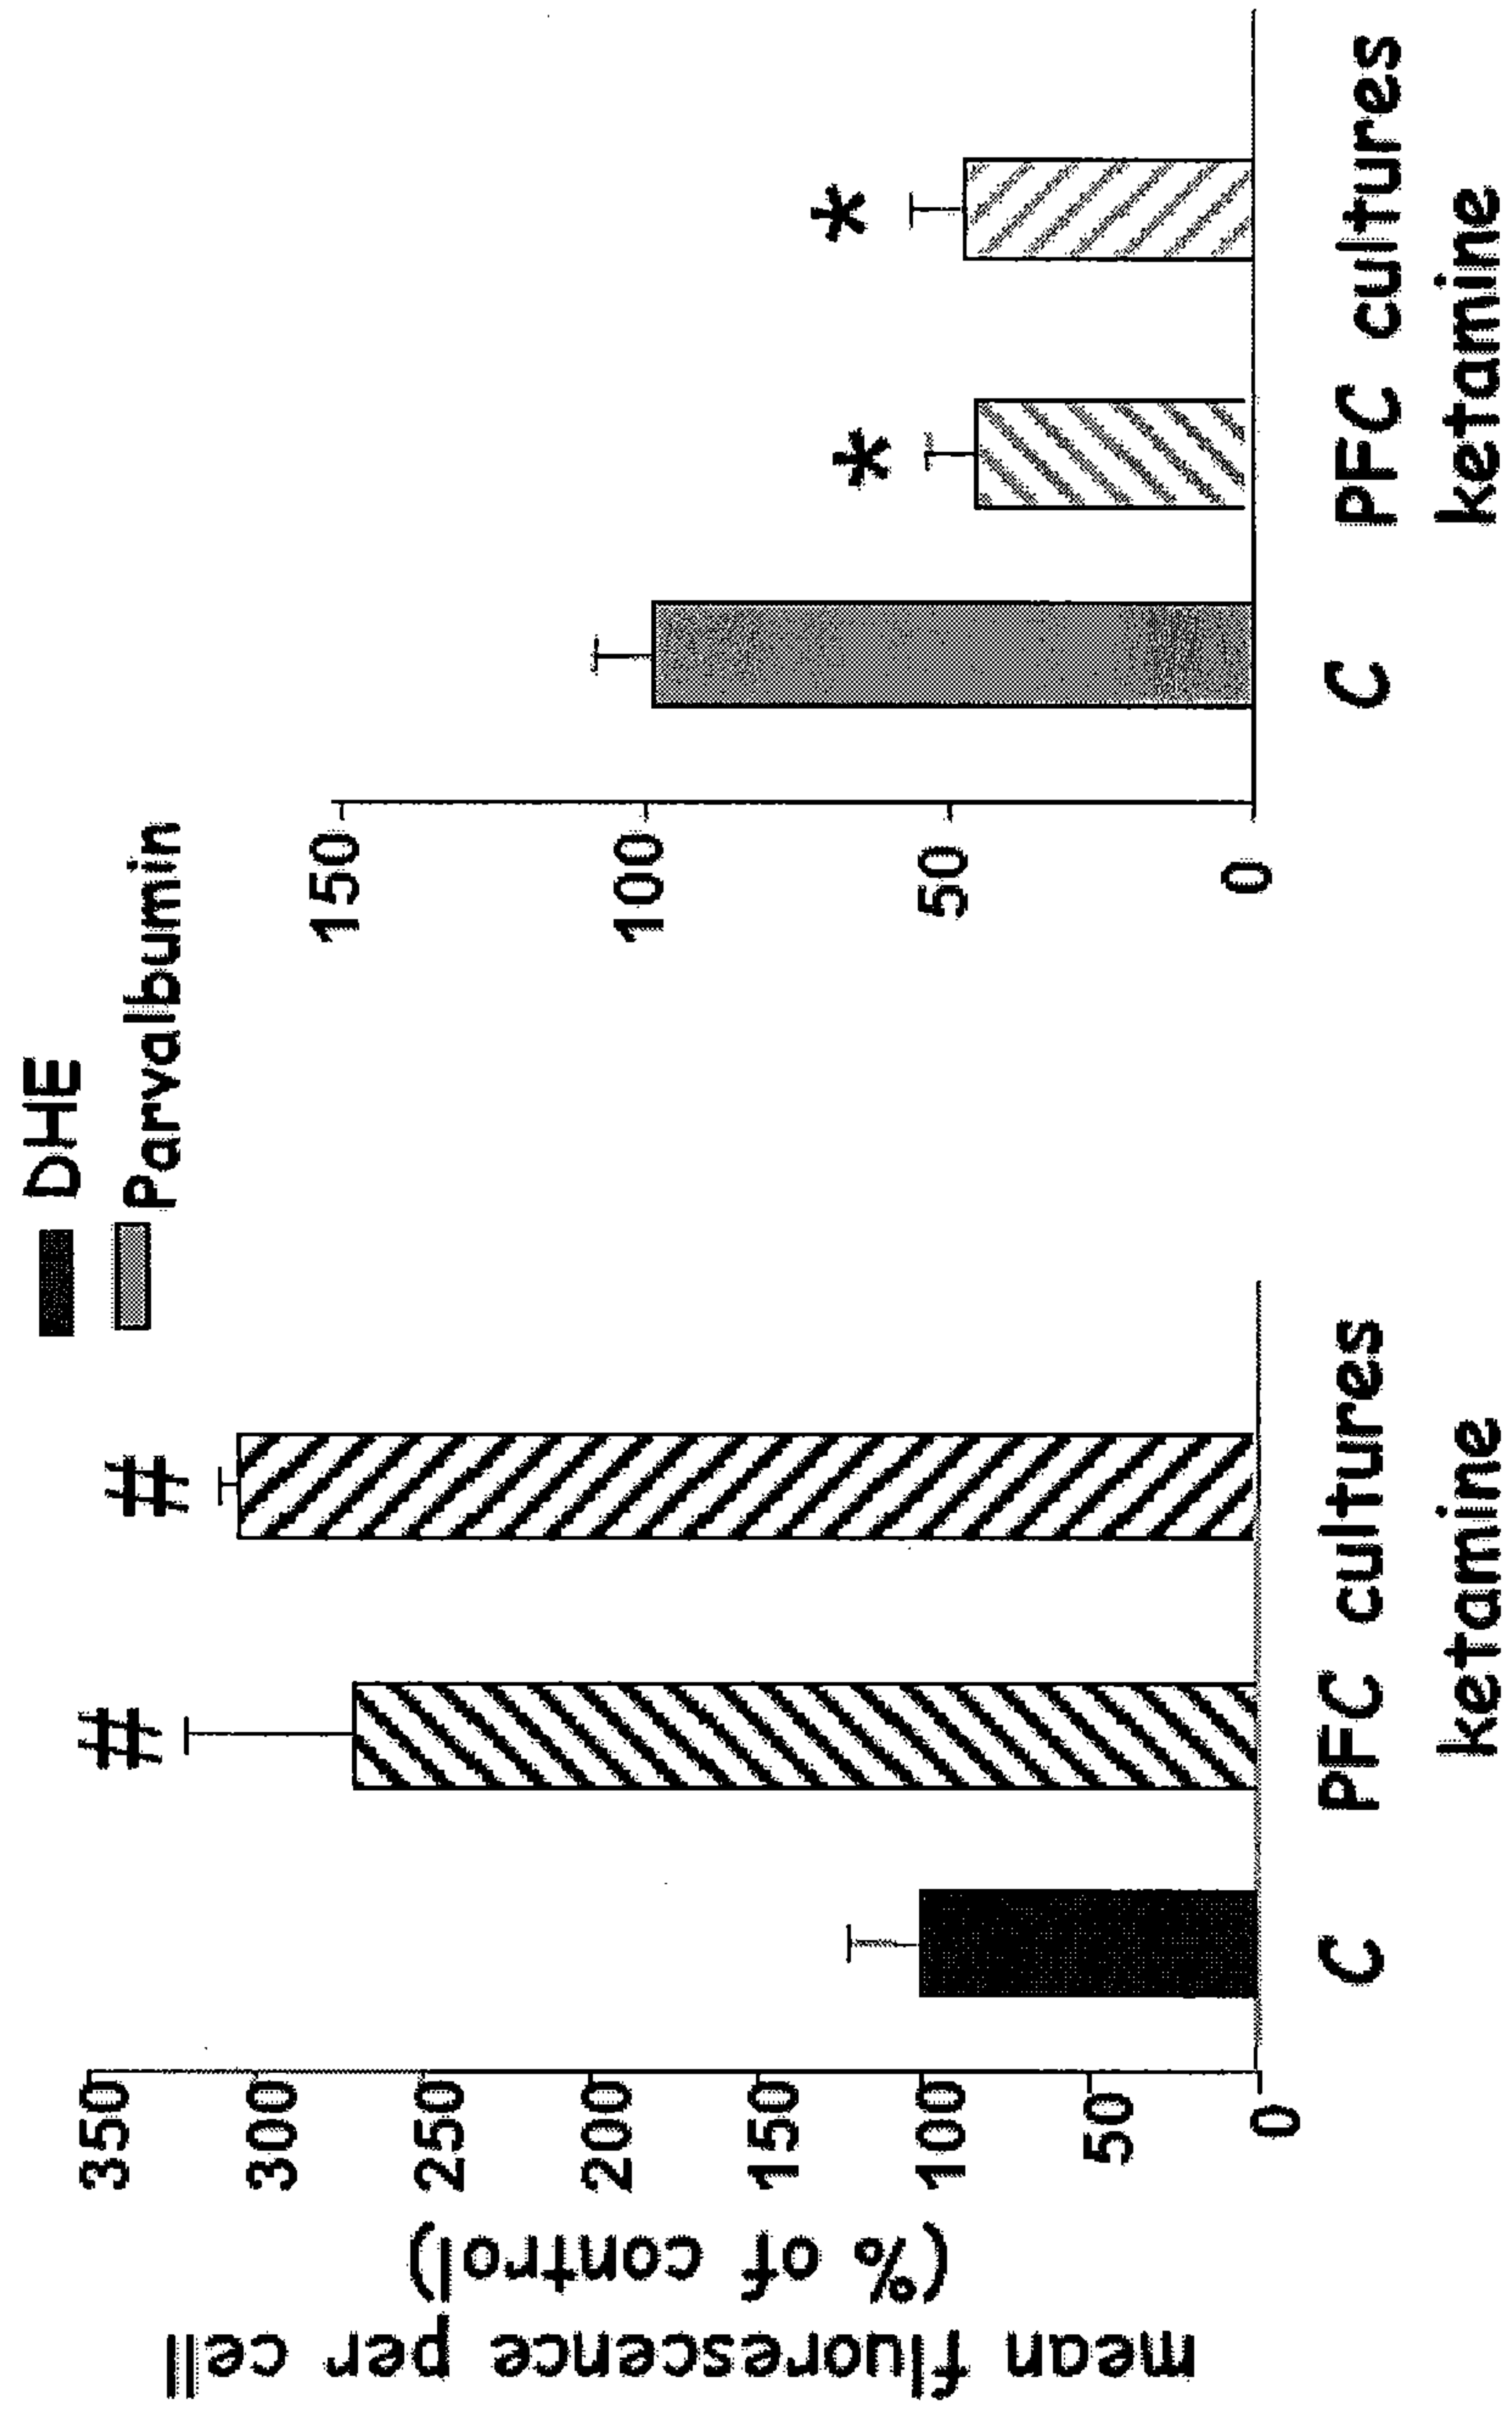 DHE
Parvalbumin
mean fluorescence per cell
(% of control)
350
300
250
200
150
100
50
0
#
#
C
PFC cultures
ketamine
150
100
50
0
*
*
C
PFC cultures
ketamine